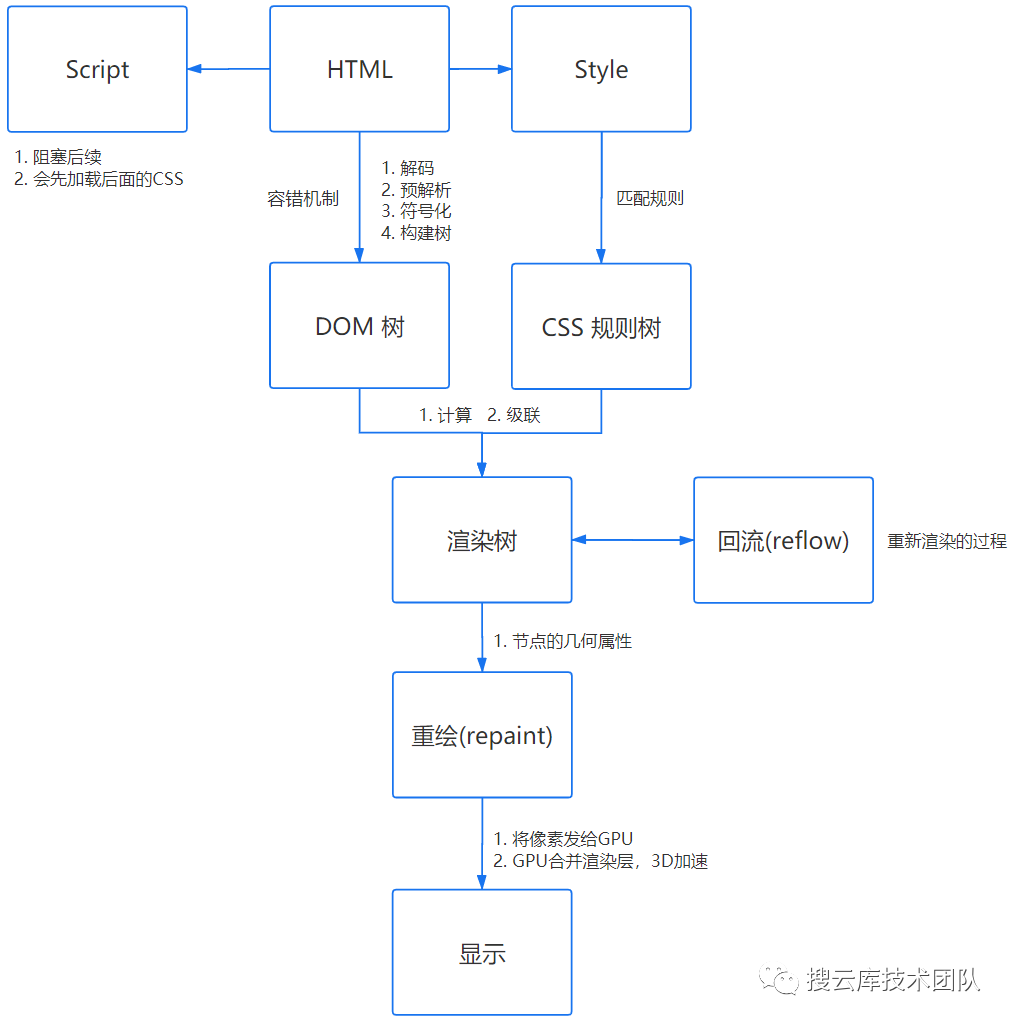 Script
HTML
Style
1. 阻塞后续
2. 会先加载后面的CSS
容错机制
1. 解码
2. 预解析
3. 符号化
4. 构建树
匹配规则
DOM 树
CSS 规则树
1. 计算 2. 级联
渲染树
回流(reflow)
重新渲染的过程
1. 节点的几何属性
重绘(repaint)
1. 将像素发给GPU
2. GPU合并渲染层，3D加速
显示
搜云库技术团队